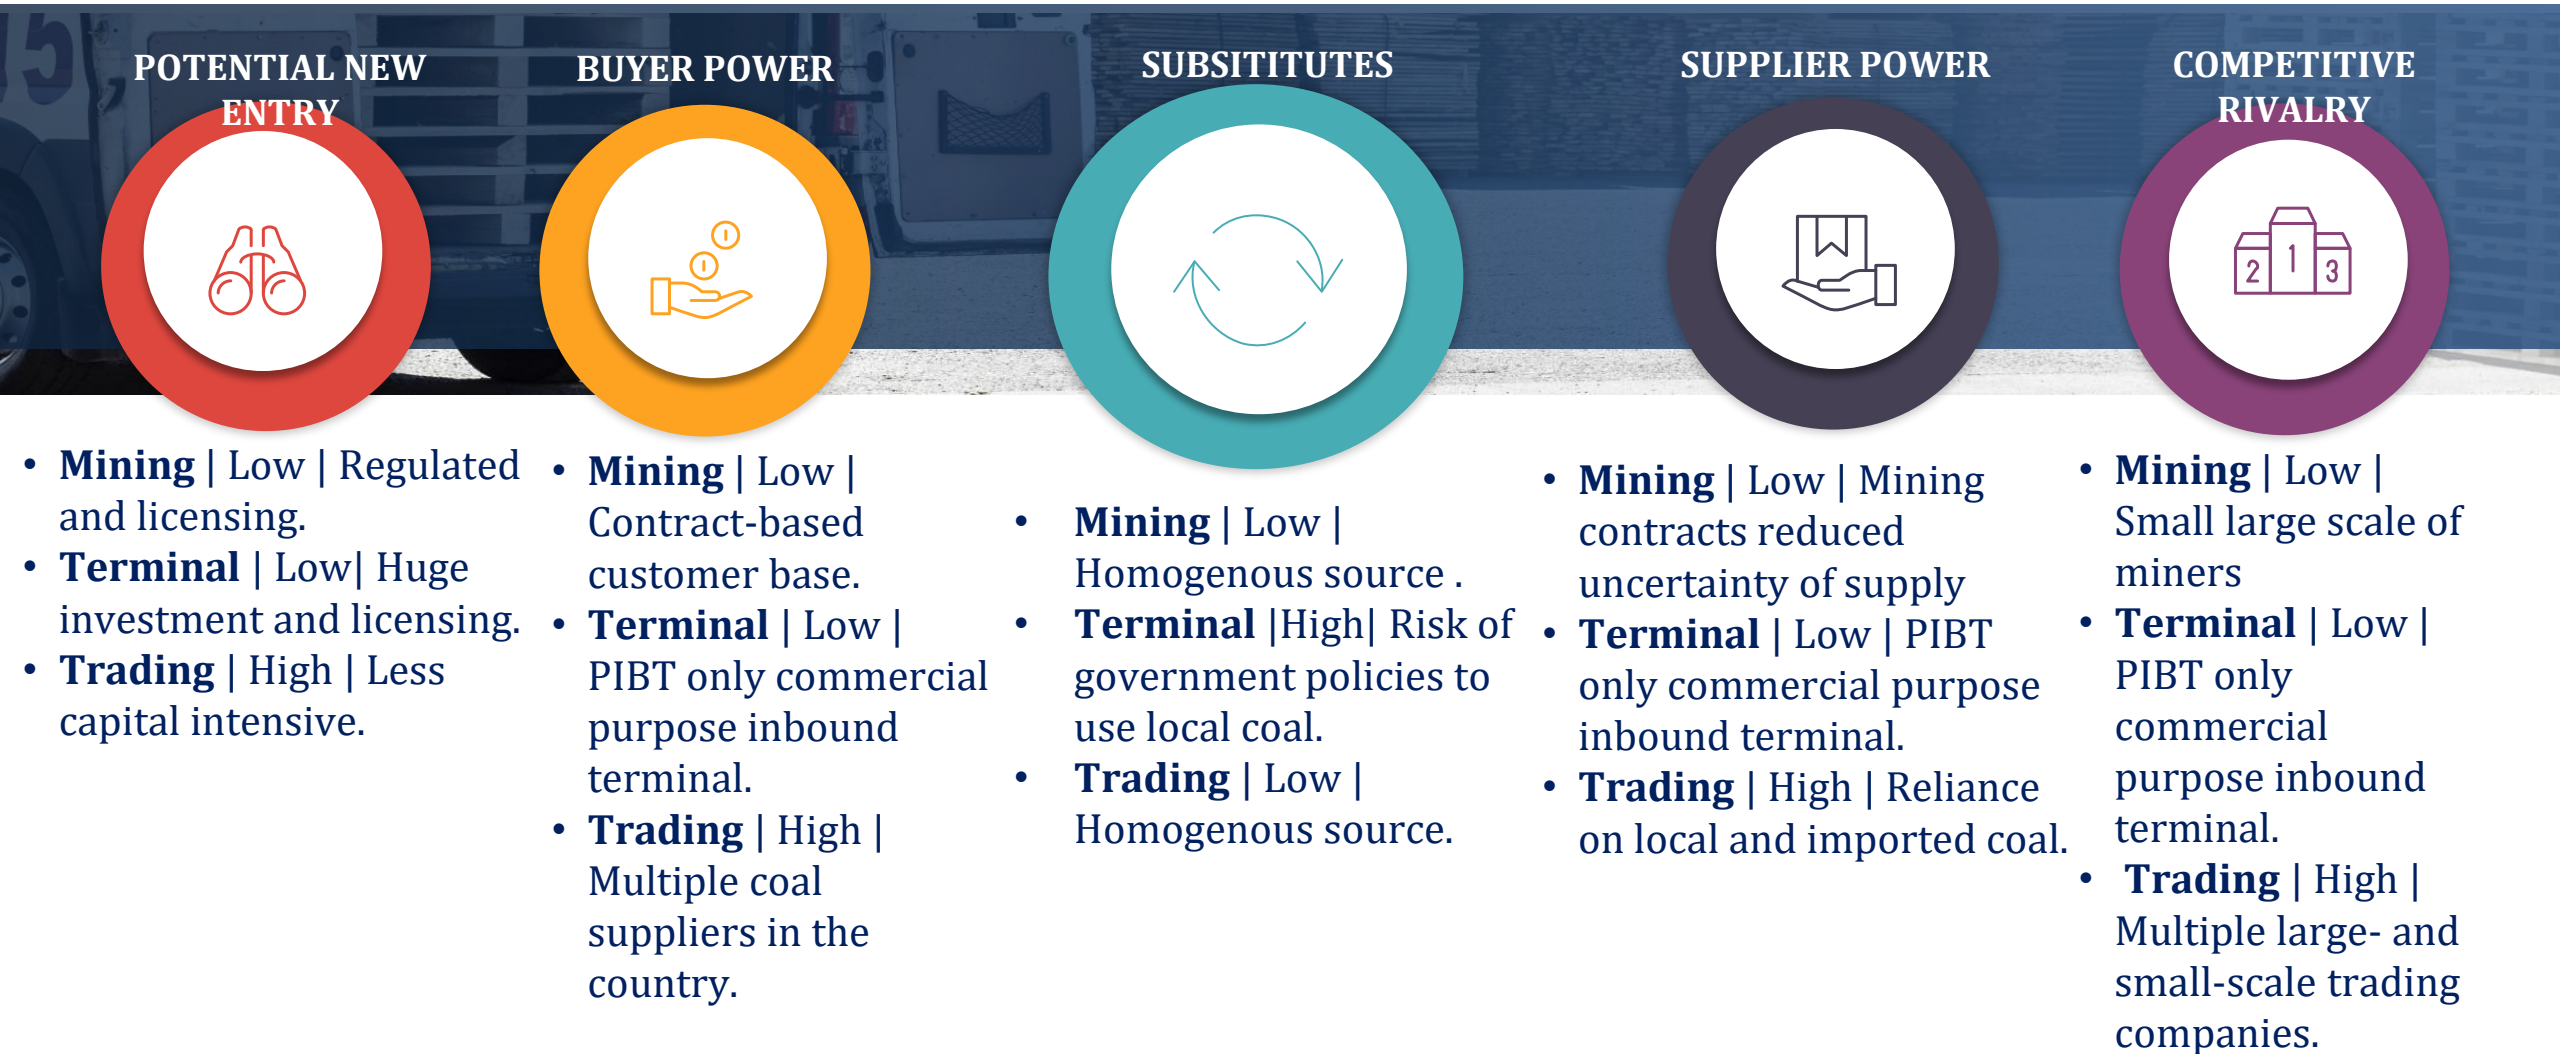 POTENTIAL NEW
ENTRY
BUYER POWER
SUBSITITUTES
SUPPLIER POWER
COMPETITIVE
RIVALRY
15
2
1
3
• Mining | Low | Regulated
and licensing.
• Terminal | Low| Huge
investment and licensing.
• Trading | High | Less
capital intensive.
• Mining | Low |
Contract-based
customer base.
• Terminal | Low |
PIBT only commercial
purpose inbound
terminal.
• Trading | High |
Multiple coal
suppliers in the
country.
• Mining | Low |
Homogenous source .
• Terminal |High| Risk of
government policies to
use local coal.
• Trading | Low |
Homogenous source.
• Mining | Low | Mining
contracts reduced
uncertainty of supply
• Terminal | Low | PIBT
only commercial purpose
inbound terminal.
• Trading | High | Reliance
on local and imported coal.
• Mining | Low |
Small large scale of
miners
• Terminal | Low |
PIBT only
commercial
purpose inbound
terminal.
• Trading | High |
Multiple large- and
small-scale trading
companies.